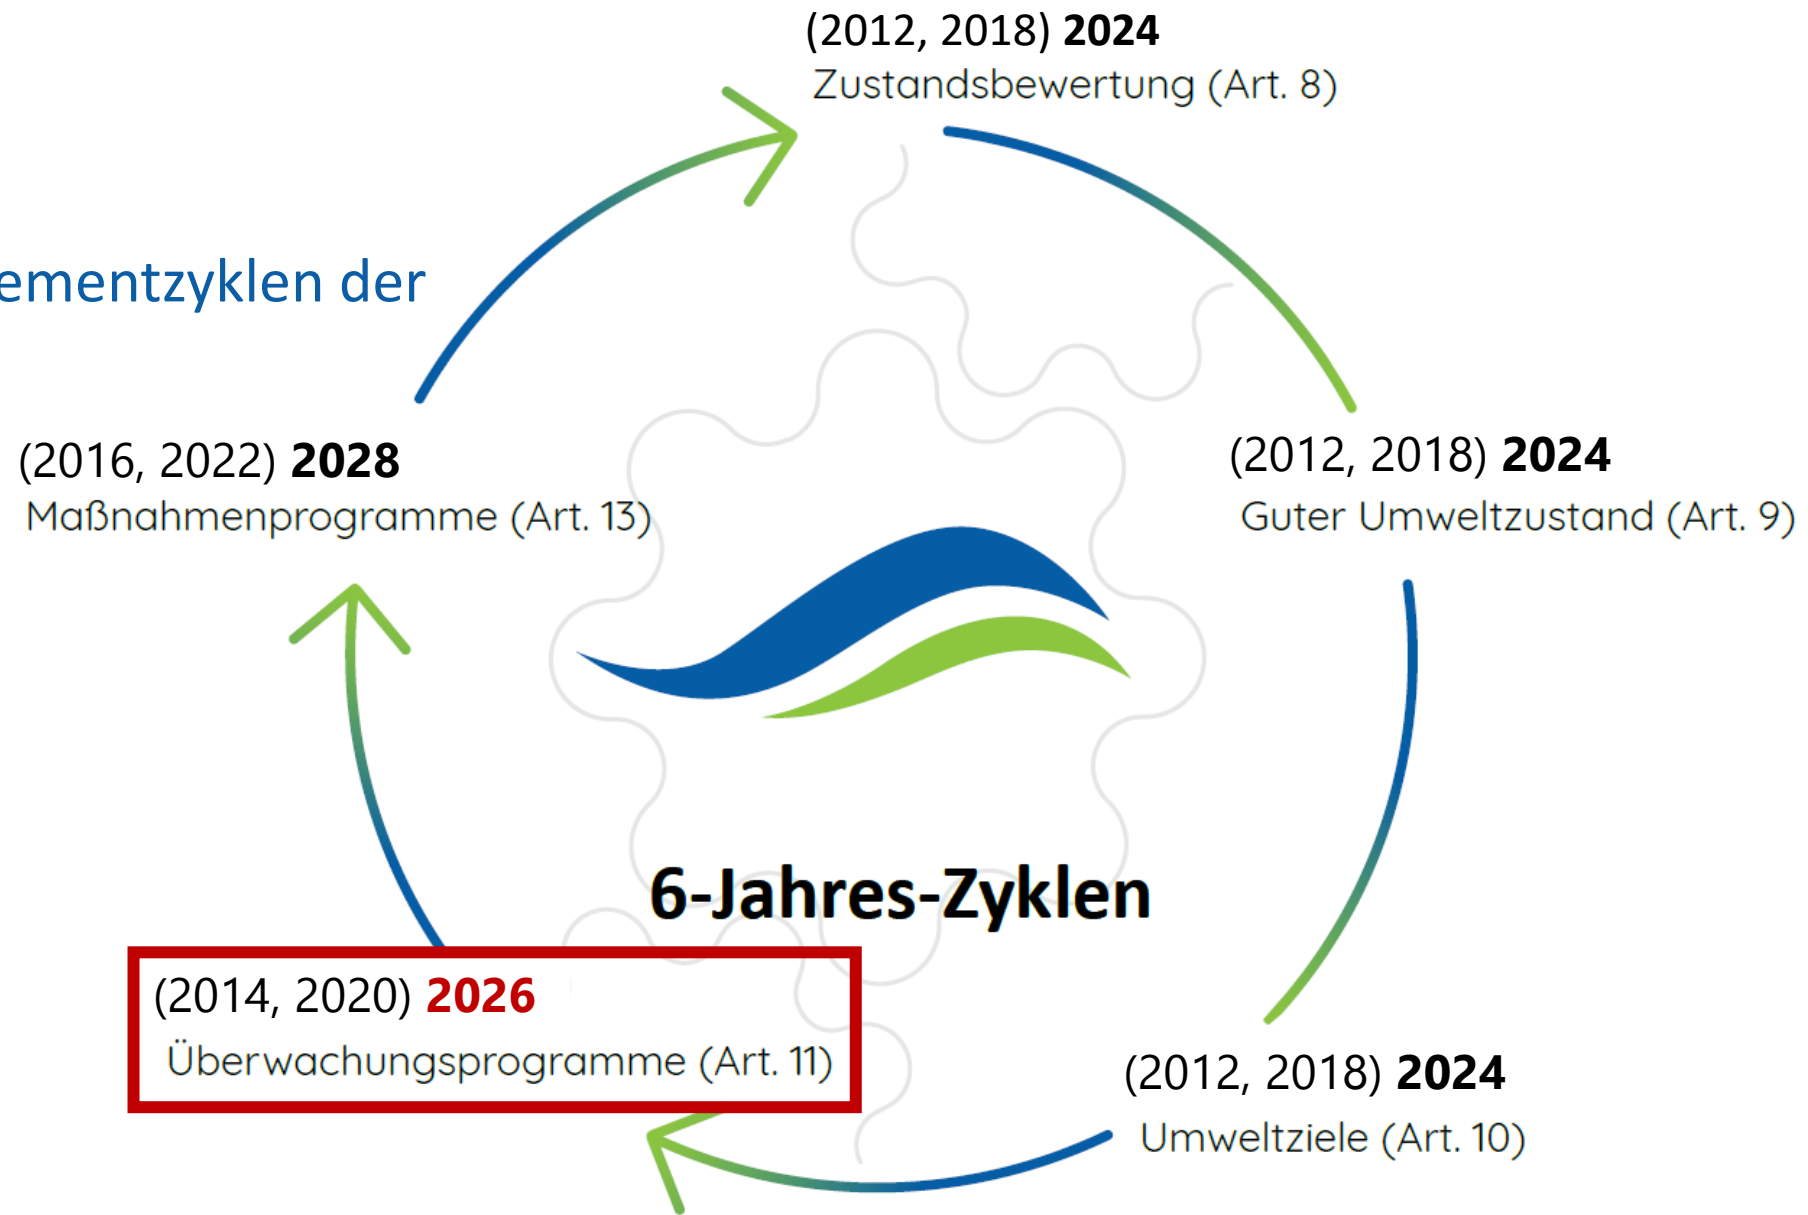 (2012, 2018) 2024
Zustandsbewertung (Art. 8)
ementzyklen der
(2016, 2022) 2028
Maßnahmenprogramme (Art. 13)
(2012, 2018) 2024
Guter Umweltzustand (Art. 9)
6-Jahres-Zyklen
(2014, 2020) 2026
Überwachungsprogramme (Art. 11)
(2012, 2018) 2024
Umweltziele (Art. 10)